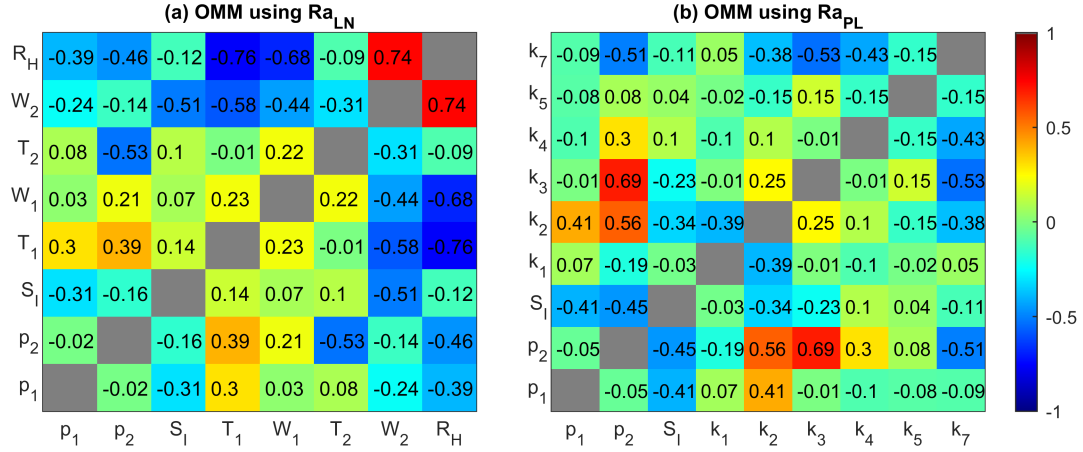 (a) OMM using Ra_LN
R_H -0.39 -0.46 -0.12 -0.76 -0.68 -0.09 0.74
W_2 -0.24 -0.14 -0.51 -0.58 -0.44 -0.31 0.74
T_2 0.08 -0.53 0.1 -0.01 0.22 -0.31 -0.09
W_1 0.03 0.21 0.07 0.23 0.22 -0.44 -0.68
T_1 0.3 0.39 0.14 0.23 -0.01 -0.58 -0.76
S_I -0.31 -0.16 0.14 0.07 0.1 -0.51 -0.12
p_2 -0.02 -0.16 0.39 0.21 -0.53 -0.14 -0.46
p_1 -0.02 -0.31 0.3 0.03 0.08 -0.24 -0.39
p_1 p_2 S_I T_1 W_1 T_2 W_2 R_H
(b) OMM using Ra_PL
k_7 -0.09 -0.51 -0.11 0.05 -0.38 -0.53 -0.43 -0.15
k_5 -0.08 0.08 0.04 -0.02 -0.15 0.15 -0.15 -0.15
k_4 -0.1 0.3 0.1 -0.1 0.1 -0.01 -0.15 -0.43
k_3 -0.01 0.69 -0.23 -0.01 0.25 -0.01 0.15 -0.53
k_2 0.41 0.56 -0.34 -0.39 0.25 0.1 -0.15 -0.38
k_1 0.07 -0.19 -0.03 -0.39 -0.01 -0.1 -0.02 0.05
S_I -0.41 -0.45 -0.03 -0.34 -0.23 0.1 0.04 -0.11
p_2 -0.05 -0.45 -0.19 0.56 0.69 0.3 0.08 -0.51
p_1 -0.05 -0.41 0.07 0.41 -0.01 -0.1 -0.08 -0.09
p_1 p_2 S_I k_1 k_2 k_3 k_4 k_5 k_7
1
0.5
0
-0.5
-1